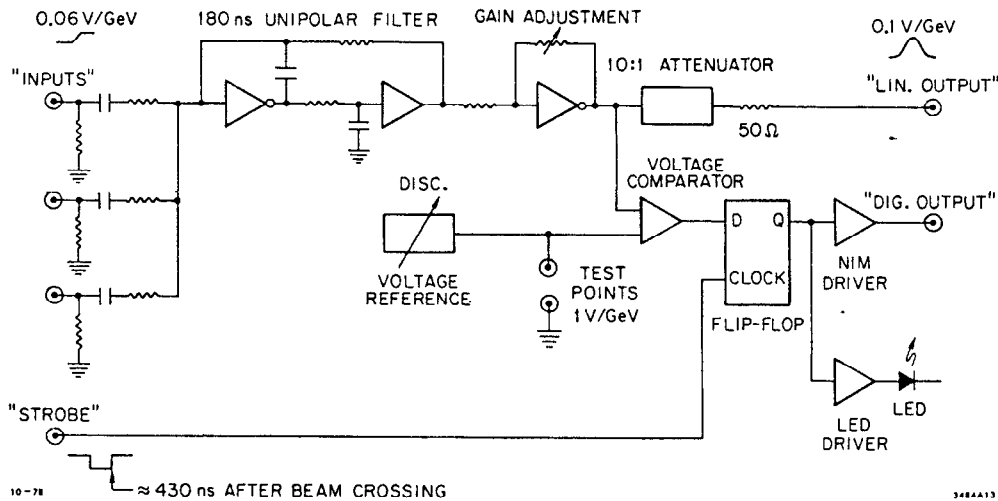 0.06 V/GeV
180 ns UNIPOLAR FILTER
GAIN ADJUSTMENT
0.1 V/GeV
"INPUTS"
10:1 ATTENUATOR
"LIN. OUTPUT"
50 Ω
VOLTAGE
COMPARATOR
DISC.
"DIG. OUTPUT"
D Q
VOLTAGE
REFERENCE
TEST
POINTS
1 V/GeV
CLOCK
NIM
DRIVER
FLIP-FLOP
"STROBE"
LED
DRIVER
LED
≈ 430 ns AFTER BEAM CROSSING
10-78
3484A13